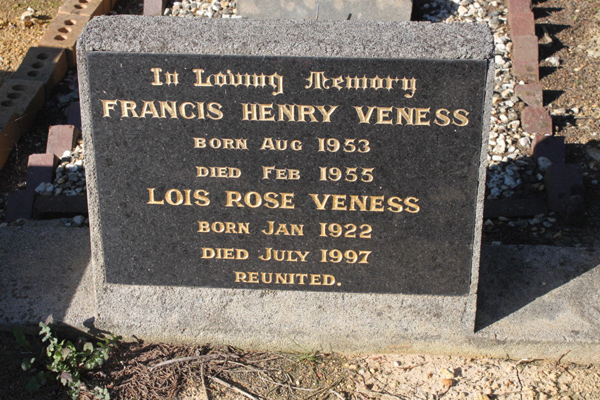 In Loving Memory
FRANCIS HENRY VENESS
BORN AUG 1953
DIED FEB 1955
LOIS ROSE VENESS
BORN JAN 1922
DIED JULY 1997
REUNITED.